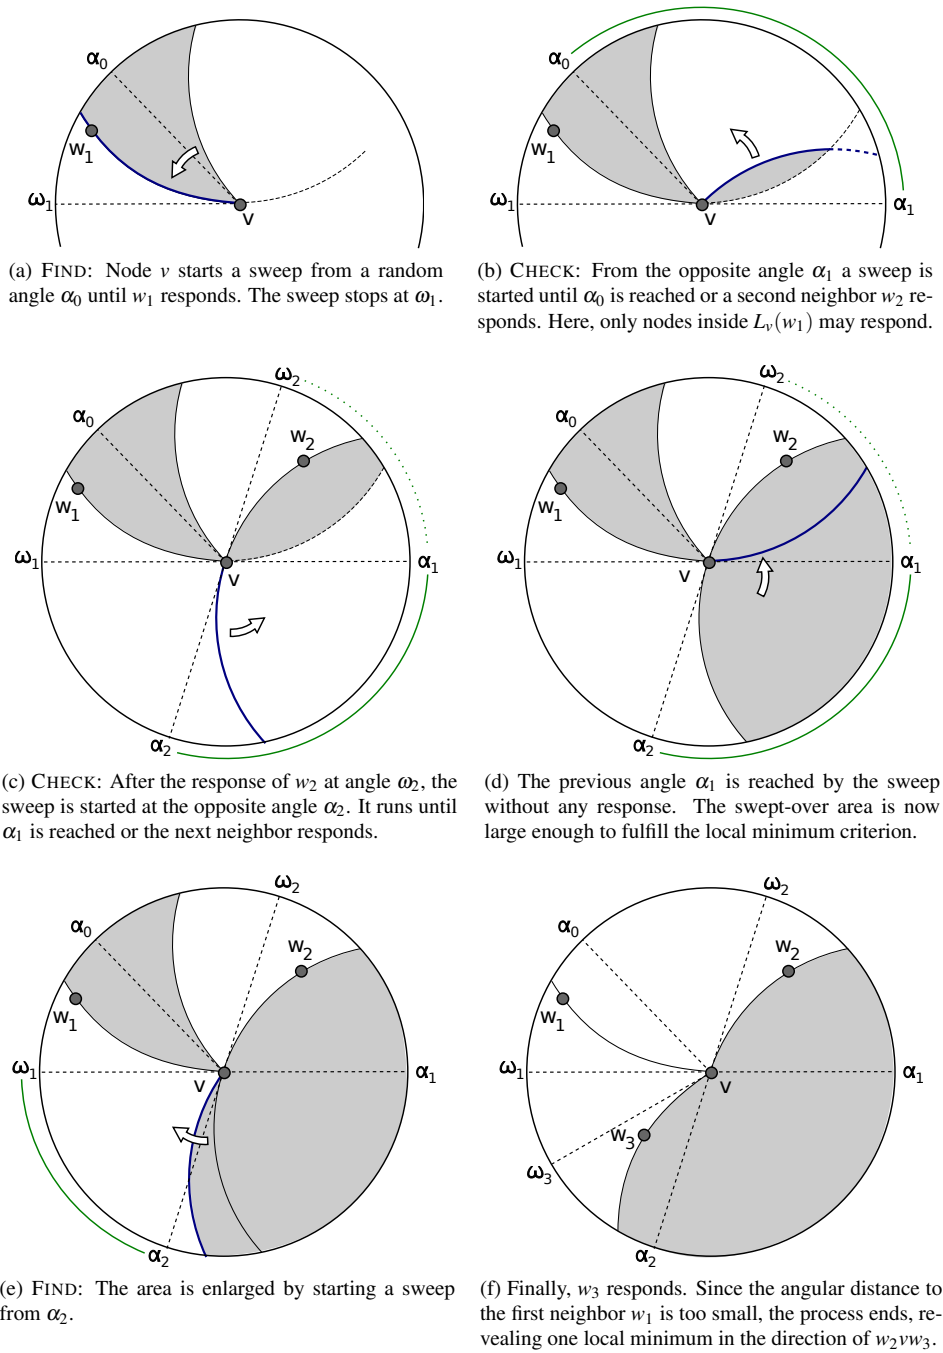 α0
w1
ω1
v
α0
w1
ω1
v
α1
(a) FIND: Node v starts a sweep from a random
angle α0 until w1 responds. The sweep stops at ω1.
(b) CHECK: From the opposite angle α1 a sweep is
started until α0 is reached or a second neighbor w2 re-
sponds. Here, only nodes inside Lv(w1) may respond.
ω2
α0
w2
w1
ω1
v
α1
α2
ω2
α0
w2
w1
ω1
v
α1
α2
(c) CHECK: After the response of w2 at angle ω2, the
sweep is started at the opposite angle α2. It runs until
α1 is reached or the next neighbor responds.
(d) The previous angle α1 is reached by the sweep
without any response. The swept-over area is now
large enough to fulfill the local minimum criterion.
ω2
α0
w2
w1
ω1
v
α1
α2
ω2
α0
w2
w1
ω1
v
α1
w3
ω3
α2
(e) FIND: The area is enlarged by starting a sweep
from α2.
(f) Finally, w3 responds. Since the angular distance to
the first neighbor w1 is too small, the process ends, re-
vealing one local minimum in the direction of w2vw3.